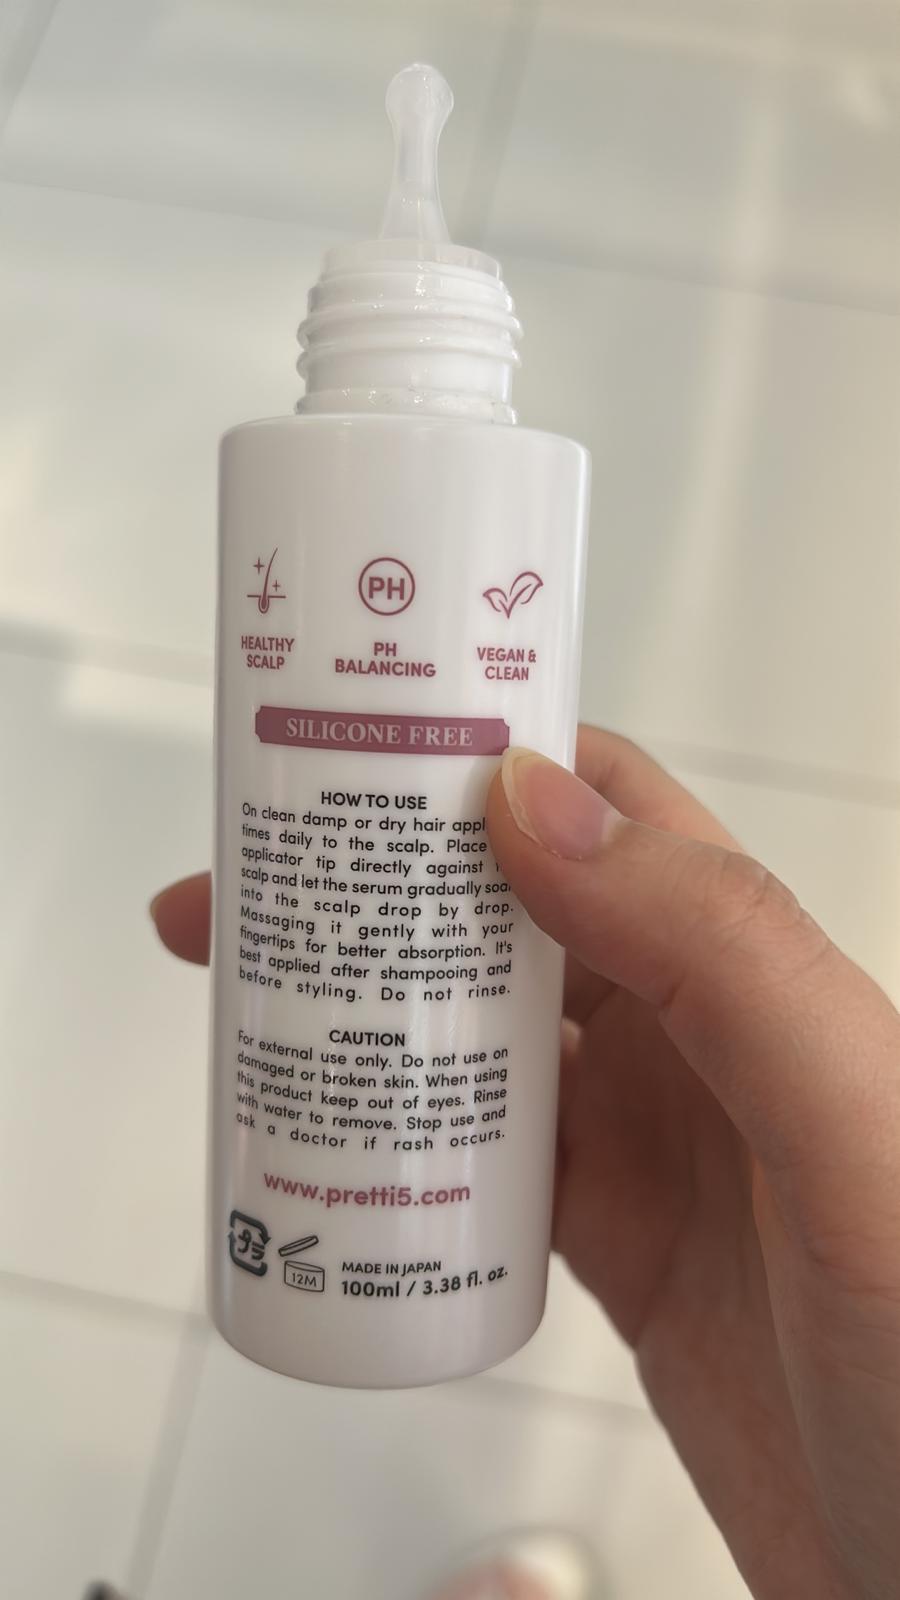 PH
HEALTHY
SCALP
PH
BALANCING
VEGAN &
CLEAN
SILICONE FREE
HOW TO USE
On clean damp or dry hair appl
times daily to the scalp. Place
applicator tip directly against
scalp and let the serum gradually soa
into the scalp drop by drop.
Massaging it gently with your
fingertips for better absorption. It's
best applied after shampooing and
before styling. Do not rinse.
CAUTION
For external use only. Do not use on
damaged or broken skin. When using
this product keep out of eyes. Rinse
with water to remove. Stop use and
ask a doctor if rash occurs.
www.pretti5.com
プラ
12M
MADE IN JAPAN
100ml / 3.38 fl. oz.